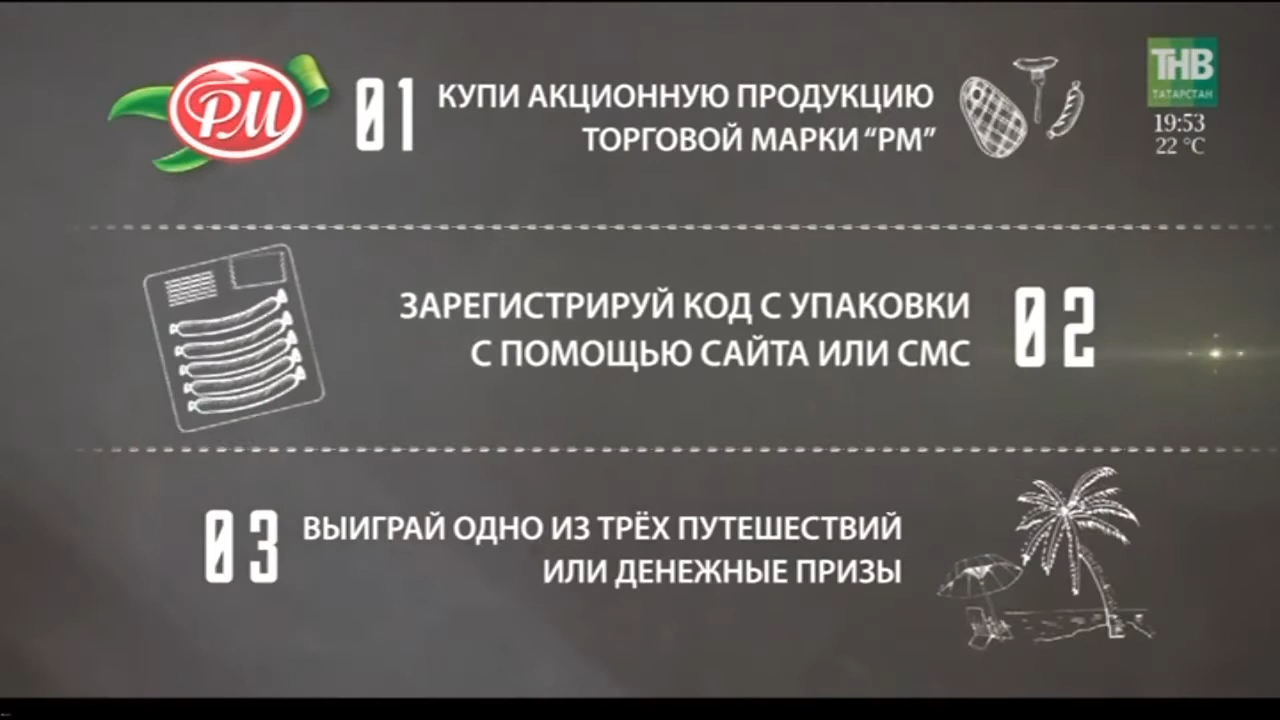 РМ
01
КУПИ АКЦИОННУЮ ПРОДУКЦИЮ
ТОРГОВОЙ МАРКИ “РМ”
ТНВ
ТАТАРСТАН
19:53
22 °C
ЗАРЕГИСТРИРУЙ КОД С УПАКОВКИ
С ПОМОЩЬЮ САЙТА ИЛИ СМС
02
03
ВЫИГРАЙ ОДНО ИЗ ТРЁХ ПУТЕШЕСТВИЙ
ИЛИ ДЕНЕЖНЫЕ ПРИЗЫ